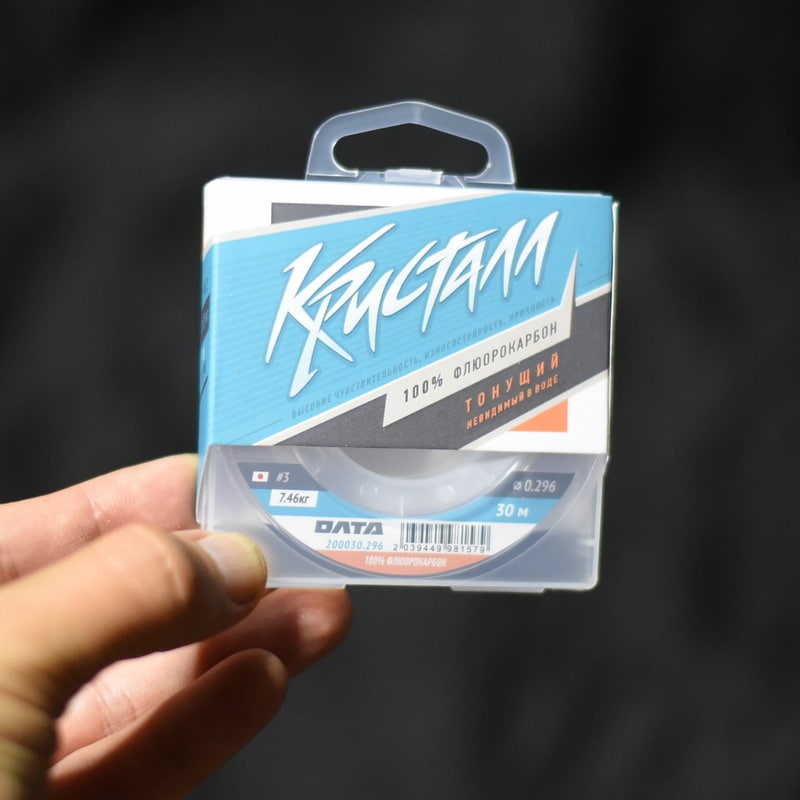 Кристалл
ВЫСОКИЕ ЧУВСТВИТЕЛЬНОСТЬ, ИЗНОСОСТОЙКОСТЬ, ПРОЧНОСТЬ
100% ФЛЮОРОКАРБОН
ТОНУЩИЙ
НЕВИДИМЫЙ В ВОДЕ
#3
7.46кг
⌀ 0.296
30 м
DЛТА
200030.296
2 039449 981579
100% ФЛЮОРОКАРБОН